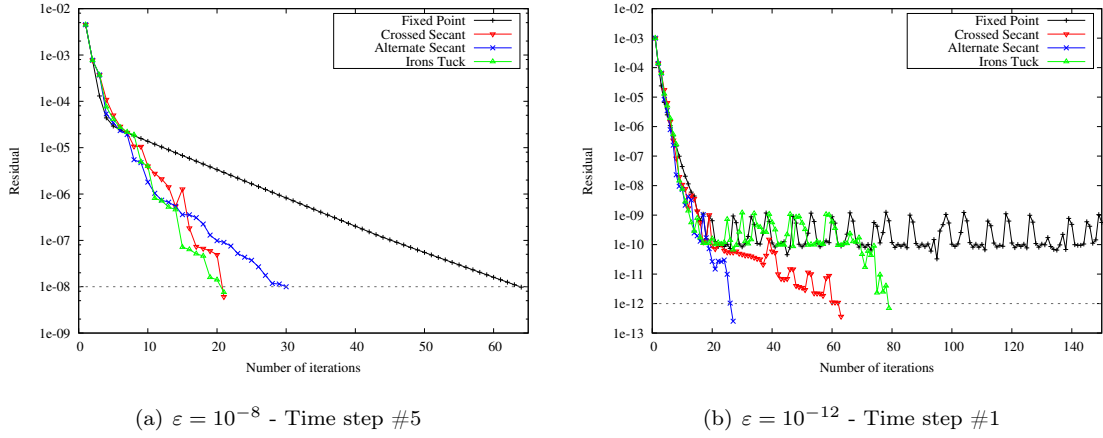 1e-02
1e-03
1e-04
1e-05
1e-06
1e-07
1e-08
1e-09
Residual
0 10 20 30 40 50 60
Number of iterations
Fixed Point
Crossed Secant
Alternate Secant
Irons Tuck
(a) ε = 10⁻⁸ - Time step #5
1e-02
1e-03
1e-04
1e-05
1e-06
1e-07
1e-08
1e-09
1e-10
1e-11
1e-12
1e-13
Residual
0 20 40 60 80 100 120 140
Number of iterations
Fixed Point
Crossed Secant
Alternate Secant
Irons Tuck
(b) ε = 10⁻¹² - Time step #1